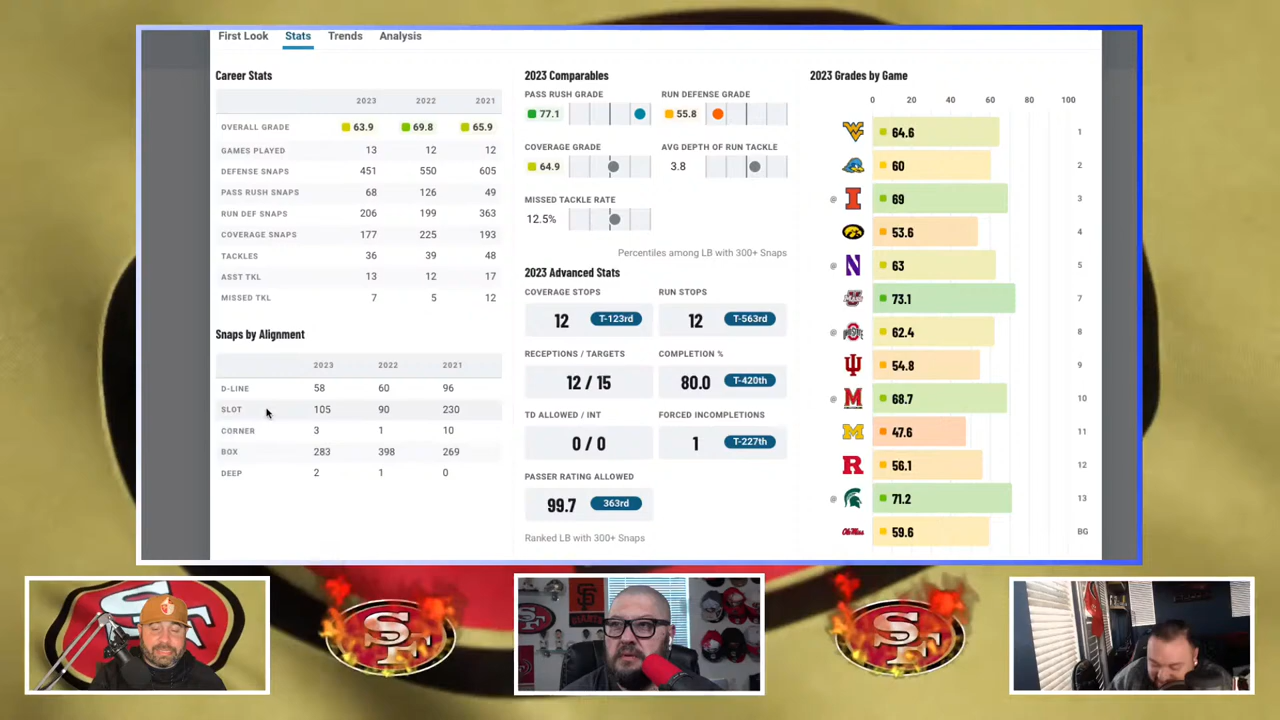 First Look Stats Trends Analysis
Career Stats
2023 2022 2021
OVERALL GRADE 63.9 69.8 65.9
GAMES PLAYED 13 12 12
DEFENSE SNAPS 451 550 605
PASS RUSH SNAPS 68 126 49
RUN DEF SNAPS 206 199 363
COVERAGE SNAPS 177 225 193
TACKLES 36 39 48
ASST TKL 13 12 17
MISSED TKL 7 5 12
Snaps by Alignment
2023 2022 2021
D-LINE 58 60 96
SLOT 105 90 230
CORNER 3 1 10
BOX 283 398 269
DEEP 2 1 0
2023 Comparables
PASS RUSH GRADE RUN DEFENSE GRADE
77.1 55.8
COVERAGE GRADE AVG DEPTH OF RUN TACKLE
64.9 3.8
MISSED TACKLE RATE
12.5%
Percentiles among LB with 300+ Snaps
2023 Advanced Stats
COVERAGE STOPS RUN STOPS
12 T-123rd 12 T-563rd
RECEPTIONS / TARGETS COMPLETION %
12 / 15 80.0 T-420th
TD ALLOWED / INT FORCED INCOMPLETIONS
0 / 0 1 T-227th
PASSER RATING ALLOWED
99.7 363rd
Ranked LB with 300+ Snaps
2023 Grades by Game
0 20 40 60 80 100
64.6 1
60 2
@ I 69 3
53.6 4
@ N 63 5
73.1 7
@ 62.4 8
54.8 9
@ M 68.7 10
M 47.6 11
R 56.1 12
@ 71.2 13
Ole Miss 59.6 BG
SF
SF
GIANTS